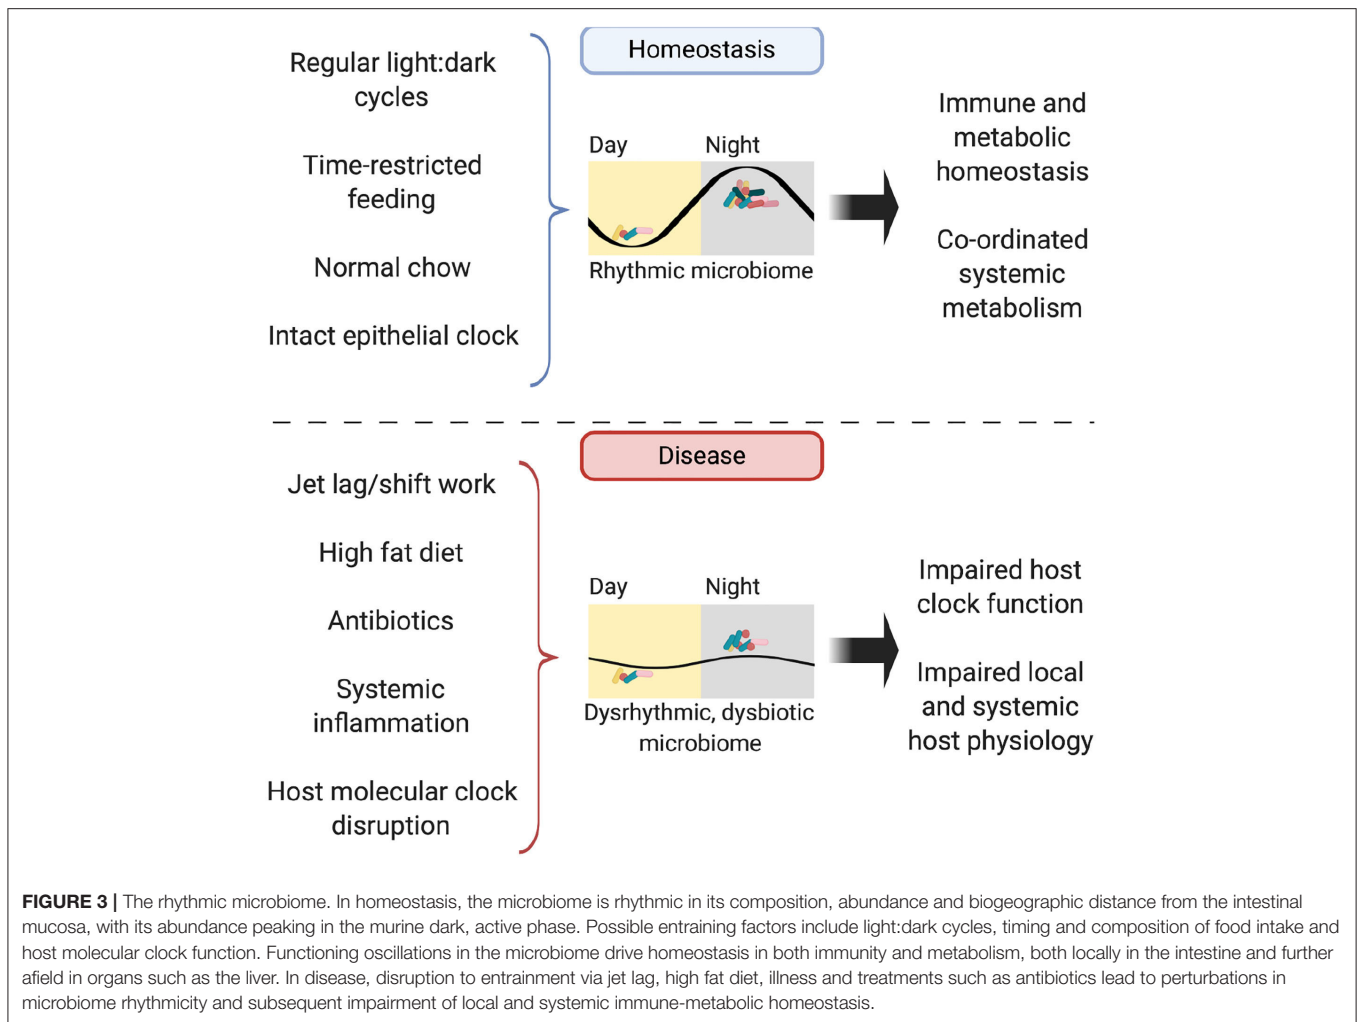 Homeostasis
Regular light:dark
cycles
Time-restricted
feeding
Normal chow
Intact epithelial clock
Day
Night
Rhythmic microbiome
Immune and
metabolic
homeostasis
Co-ordinated
systemic
metabolism
Disease
Jet lag/shift work
High fat diet
Antibiotics
Systemic
inflammation
Host molecular clock
disruption
Day
Night
Dysrhythmic, dysbiotic
microbiome
Impaired host
clock function
Impaired local
and systemic
host physiology
FIGURE 3 | The rhythmic microbiome. In homeostasis, the microbiome is rhythmic in its composition, abundance and biogeographic distance from the intestinal
mucosa, with its abundance peaking in the murine dark, active phase. Possible entraining factors include light:dark cycles, timing and composition of food intake and
host molecular clock function. Functioning oscillations in the microbiome drive homeostasis in both immunity and metabolism, both locally in the intestine and further
afield in organs such as the liver. In disease, disruption to entrainment via jet lag, high fat diet, illness and treatments such as antibiotics lead to perturbations in
microbiome rhythmicity and subsequent impairment of local and systemic immune-metabolic homeostasis.